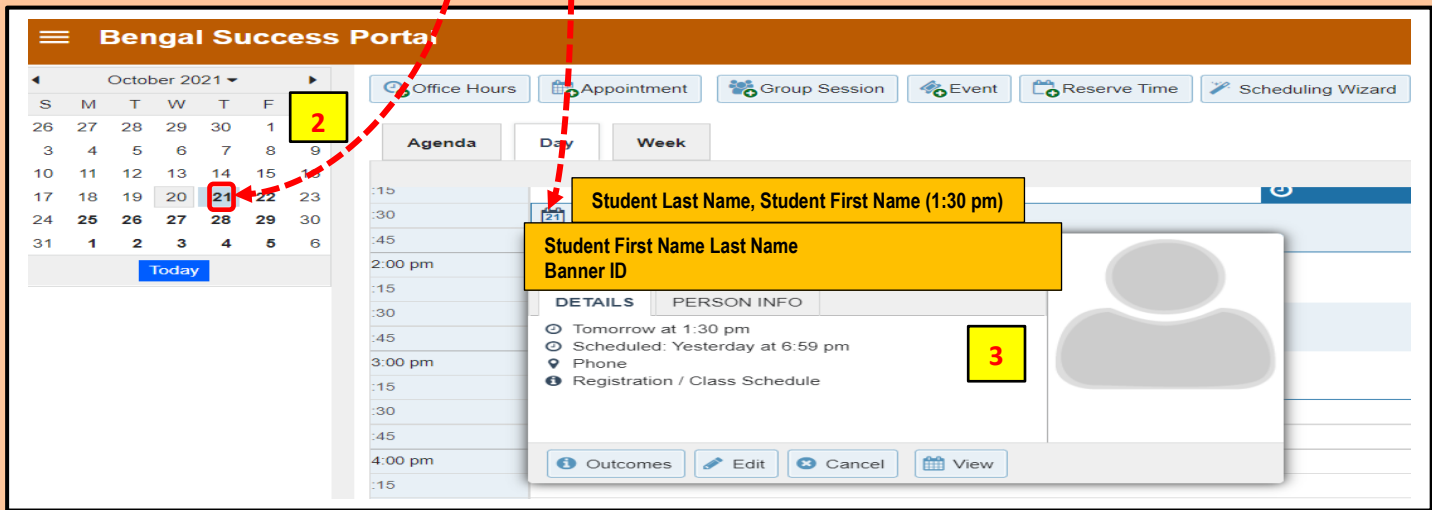 Bengal Success Portal
October 2021
S M T W T F
26 27 28 29 30 1
2
3 4 5 6 7 8 9
10 11 12 13 14 15 16
17 18 19 20 21 22 23
24 25 26 27 28 29 30
31 1 2 3 4 5 6
Today
Office Hours Appointment Group Session Event Reserve Time Scheduling Wizard
Agenda Day Week
:15
:30
:45
2:00 pm
:15
:30
:45
3:00 pm
:15
:30
:45
4:00 pm
:15
21 Student Last Name, Student First Name (1:30 pm)
Student First Name Last Name
Banner ID
DETAILS PERSON INFO
Tomorrow at 1:30 pm
Scheduled: Yesterday at 6:59 pm
Phone
Registration / Class Schedule
3
Outcomes Edit Cancel View